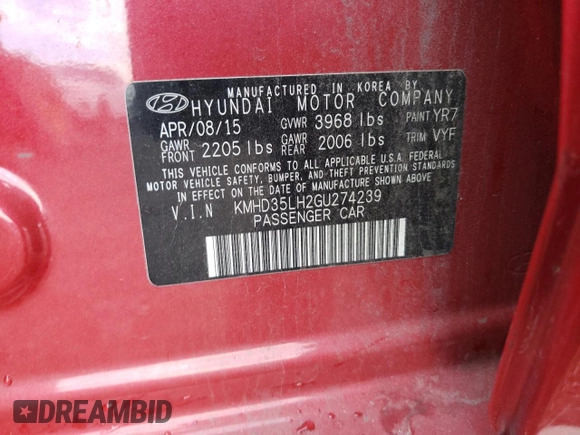 MANUFACTURED IN KOREA BY
HYUNDAI MOTOR COMPANY
APR/08/15 GVWR 3968 lbs PAINT YR7
GAWR FRONT 2205 lbs GAWR REAR 2006 lbs TRIM VYF
THIS VEHICLE CONFORMS TO ALL APPLICABLE U.S.A. FEDERAL
MOTOR VEHICLE SAFETY, BUMPER, AND THEFT PREVENTION STANDARDS
IN EFFECT ON THE DATE OF MANUFACTURE SHOWN ABOVE.
V.I.N KMHD35LH2GU274239
PASSENGER CAR
DREAMBID